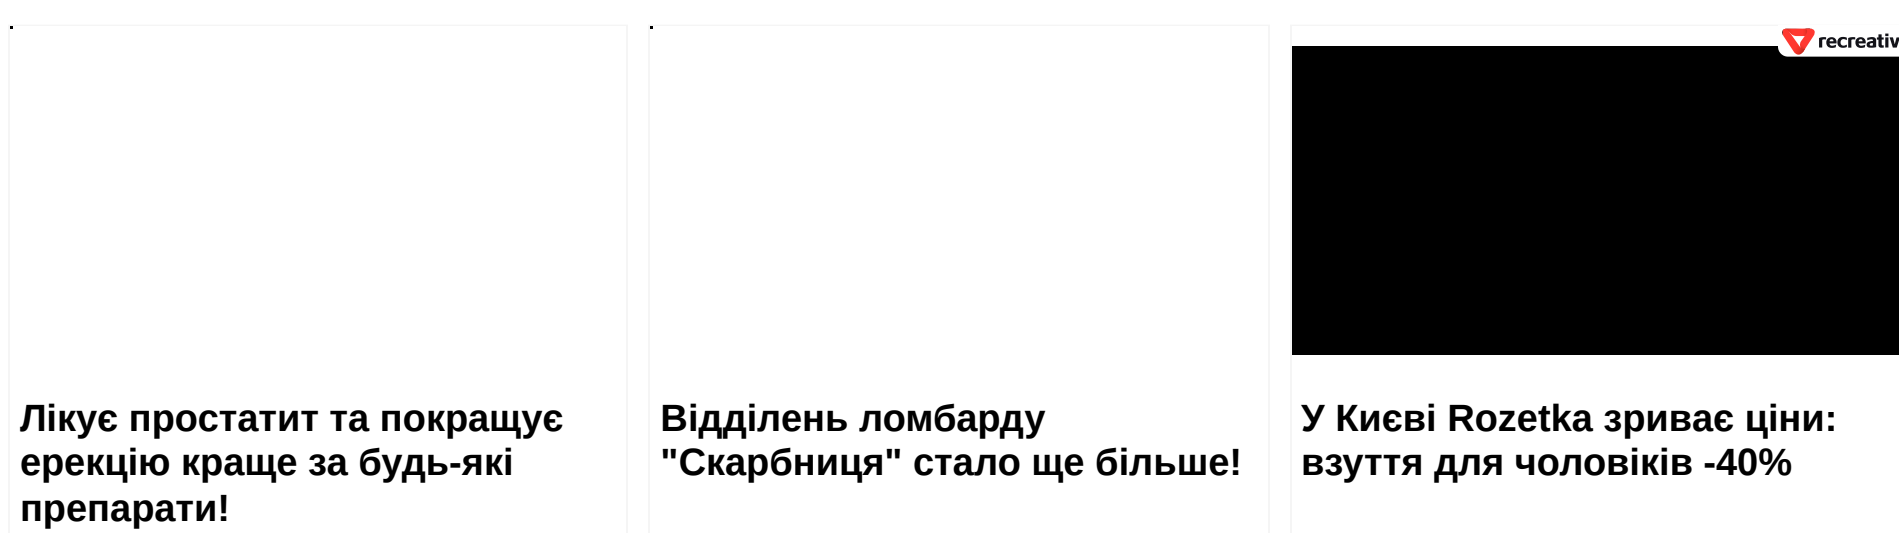 recreativ
Лікує простатит та покращує
ерекцію краще за будь-які
препарати!
Відділень ломбарду
"Скарбниця" стало ще більше!
У Києві Rozetka зриває ціни:
взуття для чоловіків -40%